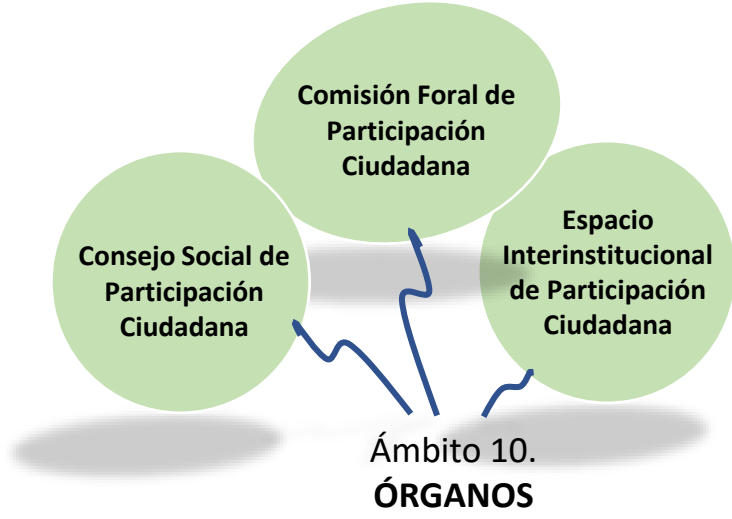 Comisión Foral de
Participación
Ciudadana
Consejo Social de
Participación
Ciudadana
Espacio
Interinstitucional
de Participación
Ciudadana
Ámbito 10.
ÓRGANOS